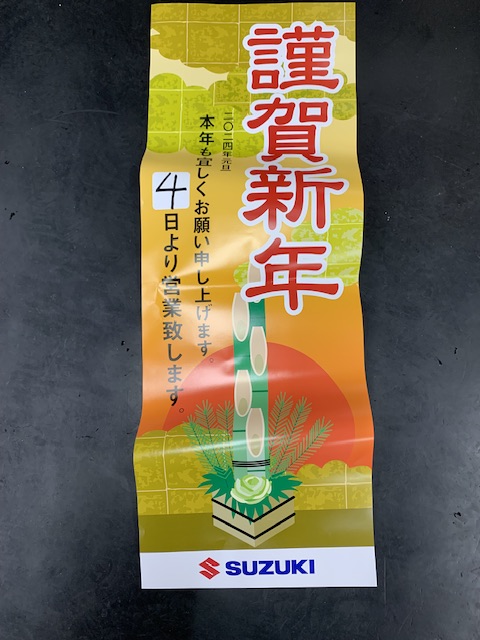 謹賀新年
二〇二四年元旦
本年も宜しくお願い申し上げます。
4日より営業致します。
SUZUKI